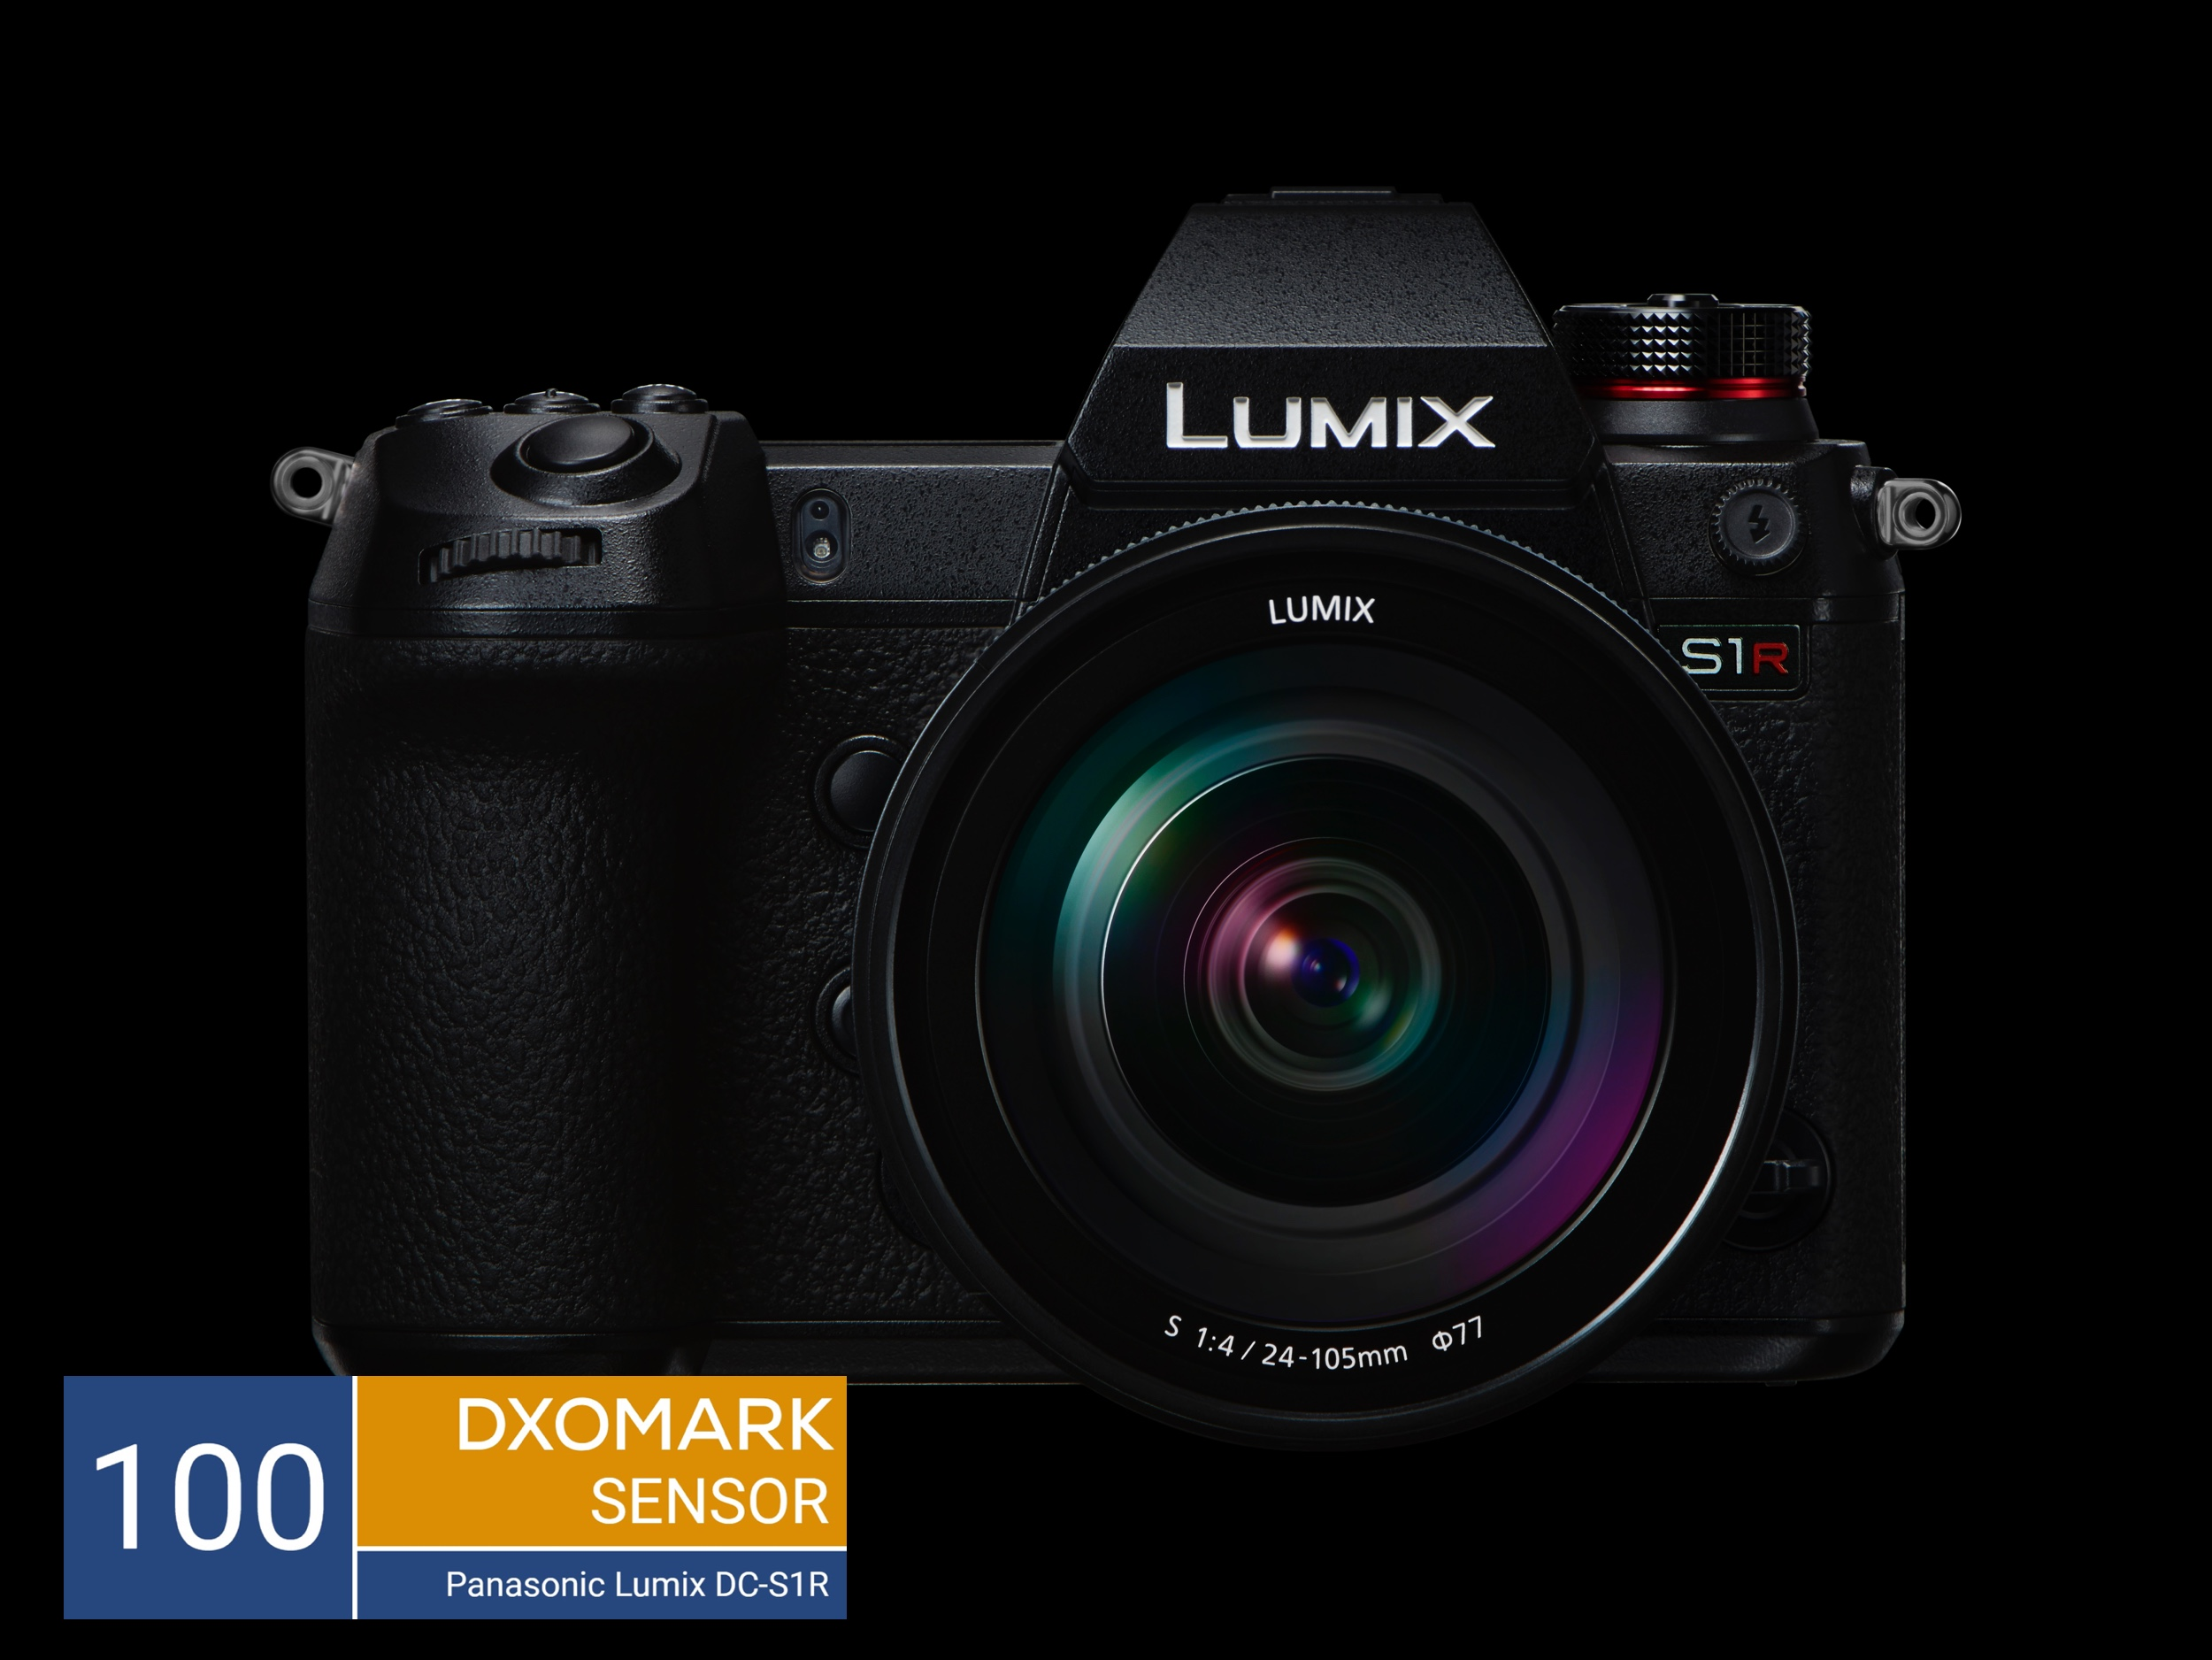 LUMIX
LUMIX
S1R
S 1:4 / 24-105mm Φ77
100
DXOMARK
SENSOR
Panasonic Lumix DC-S1R